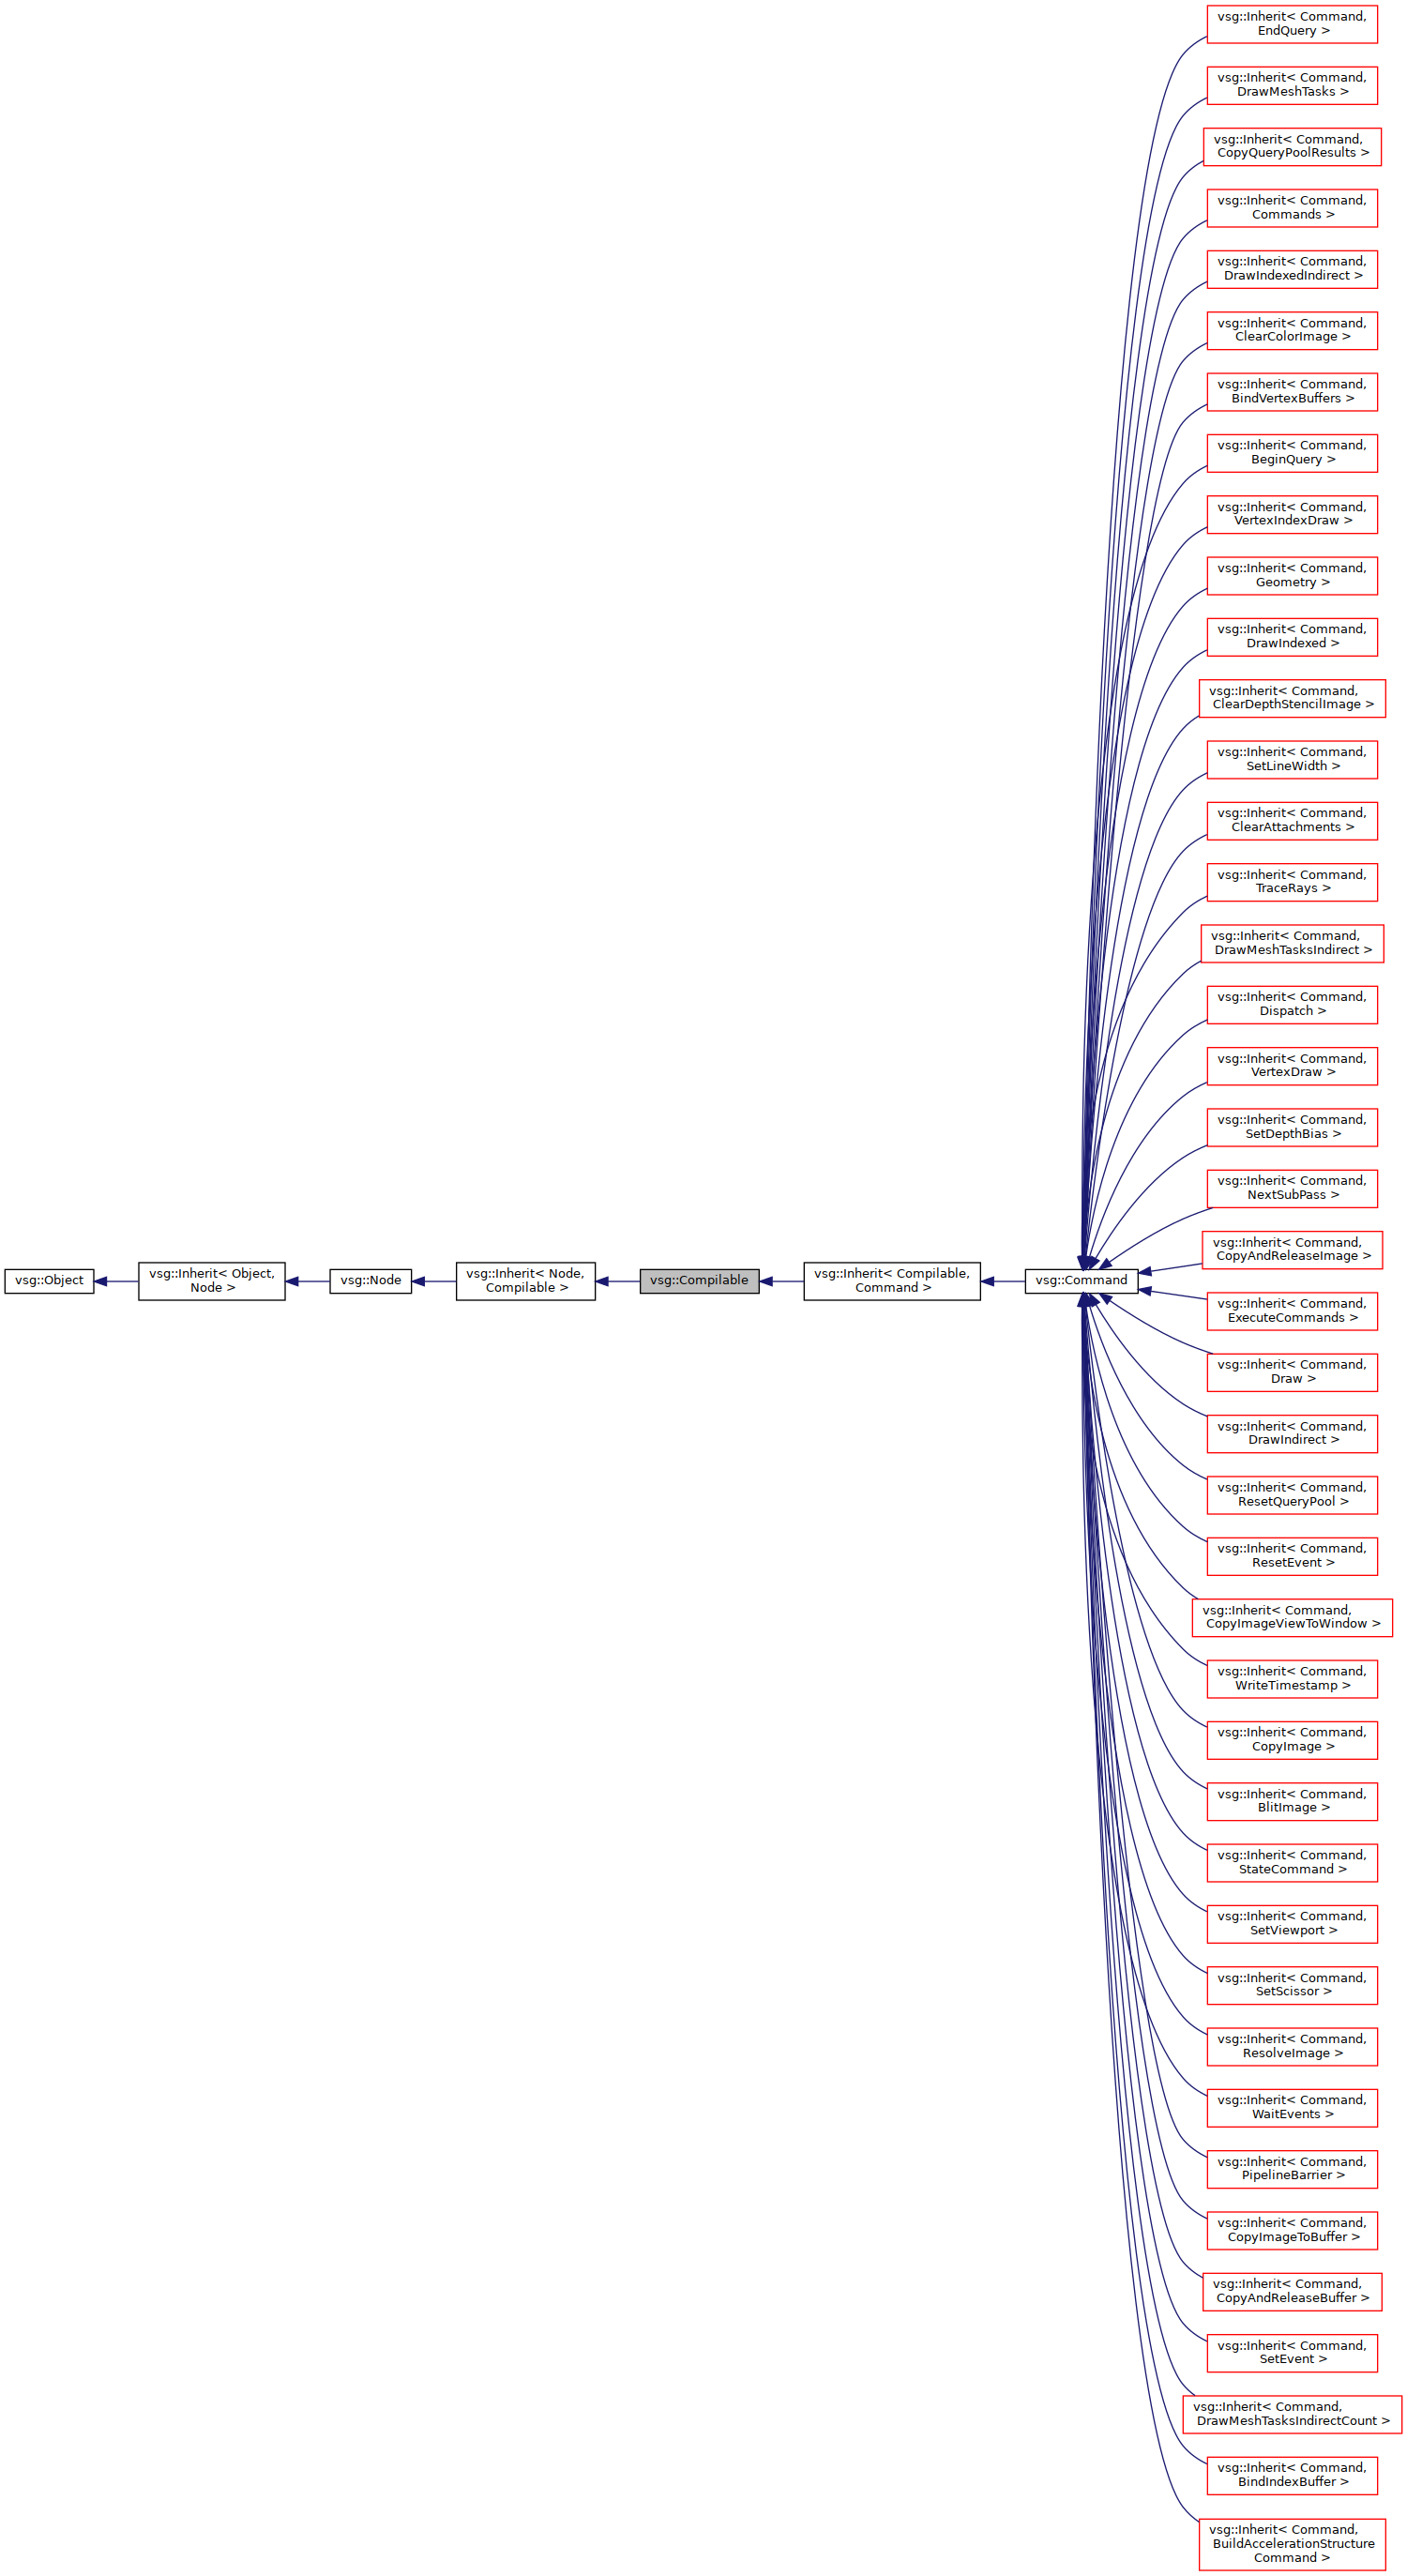 vsg::Inherit< Command,
EndQuery >
vsg::Inherit< Command,
DrawMeshTasks >
vsg::Inherit< Command,
CopyQueryPoolResults >
vsg::Inherit< Command,
Commands >
vsg::Inherit< Command,
DrawIndexedIndirect >
vsg::Inherit< Command,
ClearColorImage >
vsg::Inherit< Command,
BindVertexBuffers >
vsg::Inherit< Command,
BeginQuery >
vsg::Inherit< Command,
VertexIndexDraw >
vsg::Inherit< Command,
Geometry >
vsg::Inherit< Command,
DrawIndexed >
vsg::Inherit< Command,
ClearDepthStencilImage >
vsg::Inherit< Command,
SetLineWidth >
vsg::Inherit< Command,
ClearAttachments >
vsg::Inherit< Command,
TraceRays >
vsg::Inherit< Command,
DrawMeshTasksIndirect >
vsg::Inherit< Command,
Dispatch >
vsg::Inherit< Command,
VertexDraw >
vsg::Inherit< Command,
SetDepthBias >
vsg::Inherit< Command,
NextSubPass >
vsg::Inherit< Command,
CopyAndReleaseImage >
vsg::Object
vsg::Inherit< Object,
Node >
vsg::Node
vsg::Inherit< Node,
Compilable >
vsg::Compilable
vsg::Inherit< Compilable,
Command >
vsg::Command
vsg::Inherit< Command,
ExecuteCommands >
vsg::Inherit< Command,
Draw >
vsg::Inherit< Command,
DrawIndirect >
vsg::Inherit< Command,
ResetQueryPool >
vsg::Inherit< Command,
ResetEvent >
vsg::Inherit< Command,
CopyImageViewToWindow >
vsg::Inherit< Command,
WriteTimestamp >
vsg::Inherit< Command,
CopyImage >
vsg::Inherit< Command,
BlitImage >
vsg::Inherit< Command,
StateCommand >
vsg::Inherit< Command,
SetViewport >
vsg::Inherit< Command,
SetScissor >
vsg::Inherit< Command,
ResolveImage >
vsg::Inherit< Command,
WaitEvents >
vsg::Inherit< Command,
PipelineBarrier >
vsg::Inherit< Command,
CopyImageToBuffer >
vsg::Inherit< Command,
CopyAndReleaseBuffer >
vsg::Inherit< Command,
SetEvent >
vsg::Inherit< Command,
DrawMeshTasksIndirectCount >
vsg::Inherit< Command,
BindIndexBuffer >
vsg::Inherit< Command,
BuildAccelerationStructure
Command >